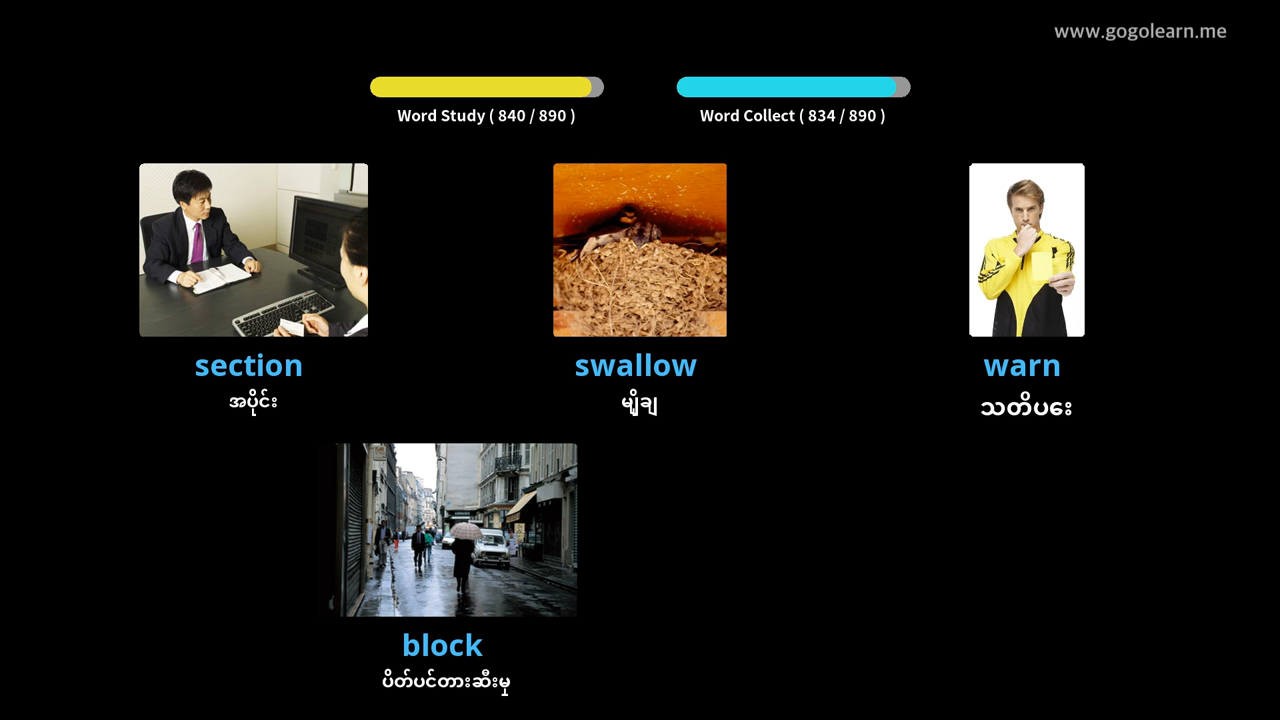 www.gogolearn.me
Word Study ( 840 / 890 )
Word Collect ( 834 / 890 )
section
အပိုင်း
swallow
မျိုချ
warn
သတိပေး
block
ပိတ်ပင်တားဆီးမှု